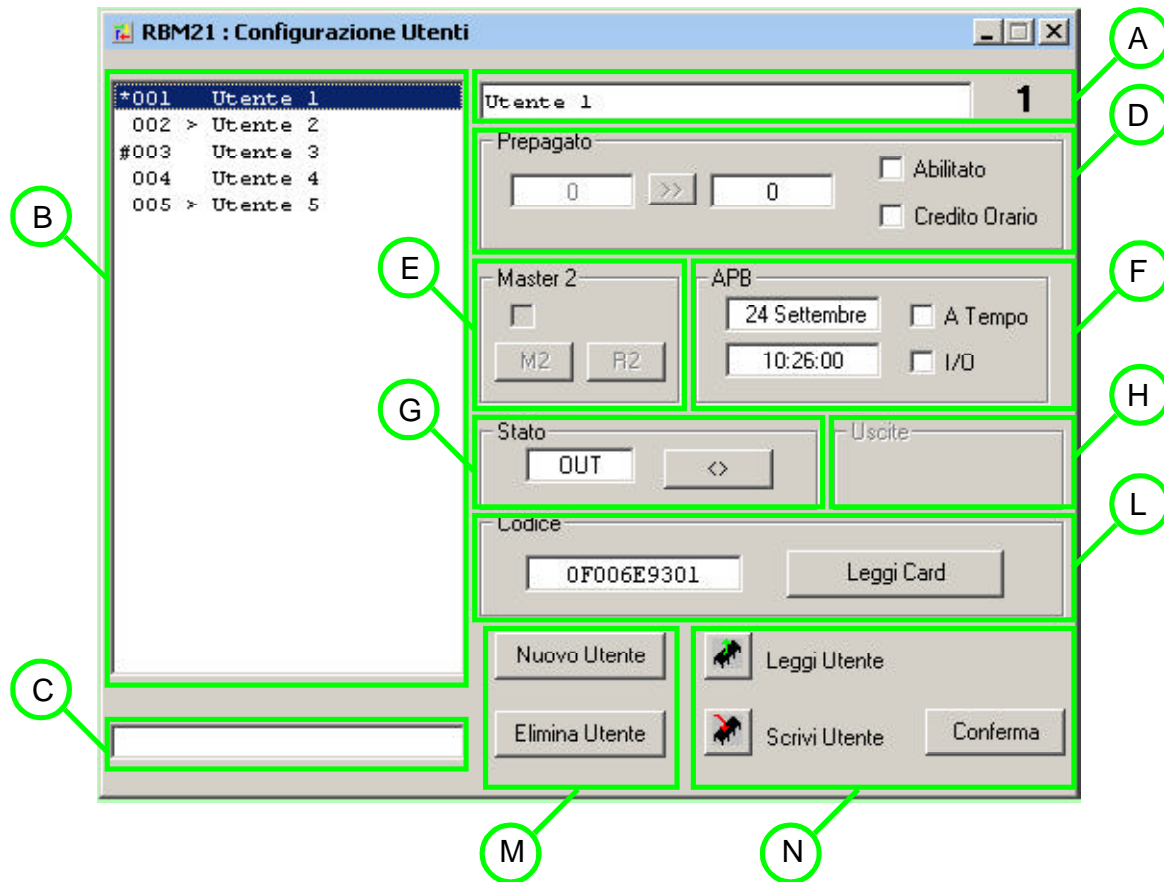 RBM21 : Configurazione Utenti
A
*001 Utente 1
002 > Utente 2
#003 Utente 3
004 Utente 4
005 > Utente 5
B
C
Utente 1
1
Prepagato
0 >> 0
Abilitato
Credito Orario
D
E
Master 2
M2 R2
APB
24 Settembre
A Tempo
10:26:00
I/O
F
G
Stato
OUT <>
Uscite
H
Codice
0F006E9301
Leggi Card
L
Nuovo Utente
Elimina Utente
Leggi Utente
Scrivi Utente
Conferma
M
N